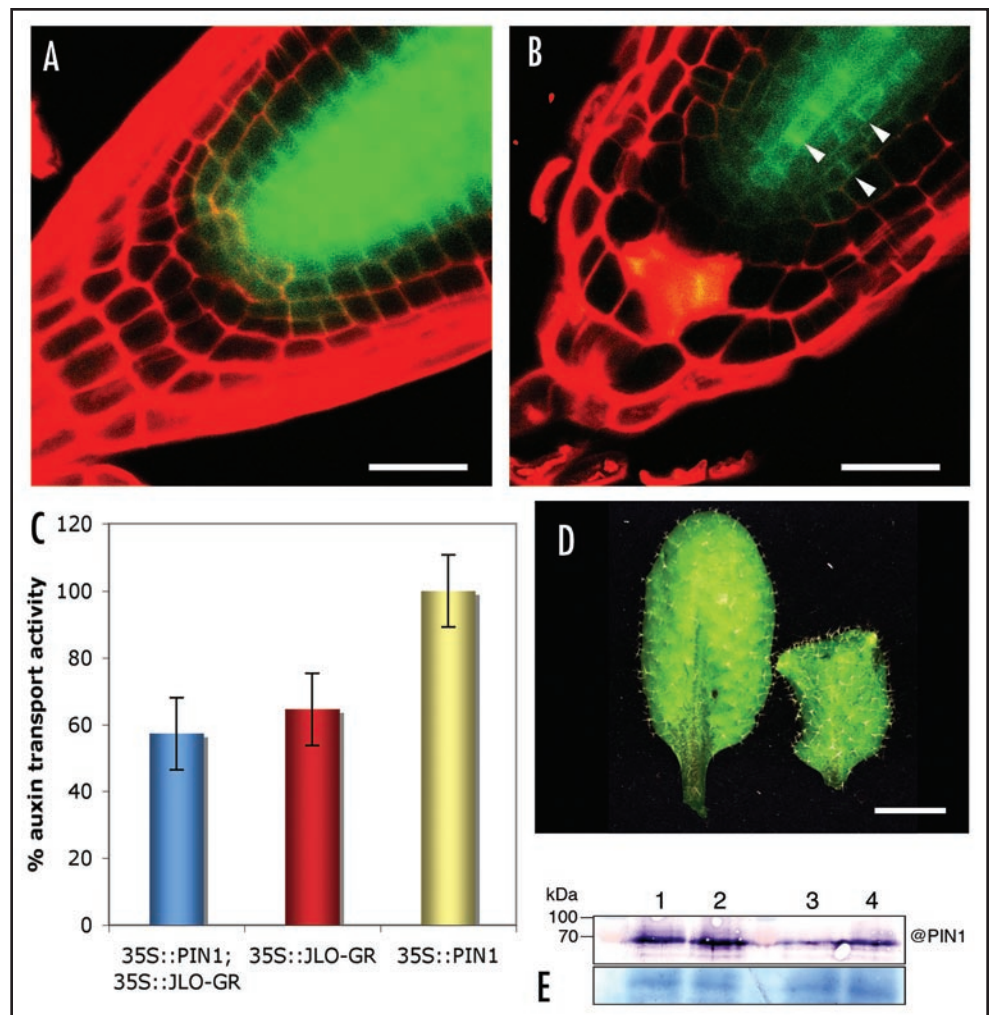 A
B
C
% auxin transport activity
120
100
80
60
40
20
0
35S::PIN1;
35S::JLO-GR
35S::JLO-GR
35S::PIN1
D
kDa
1 2 3 4
100
70
@PIN1
E